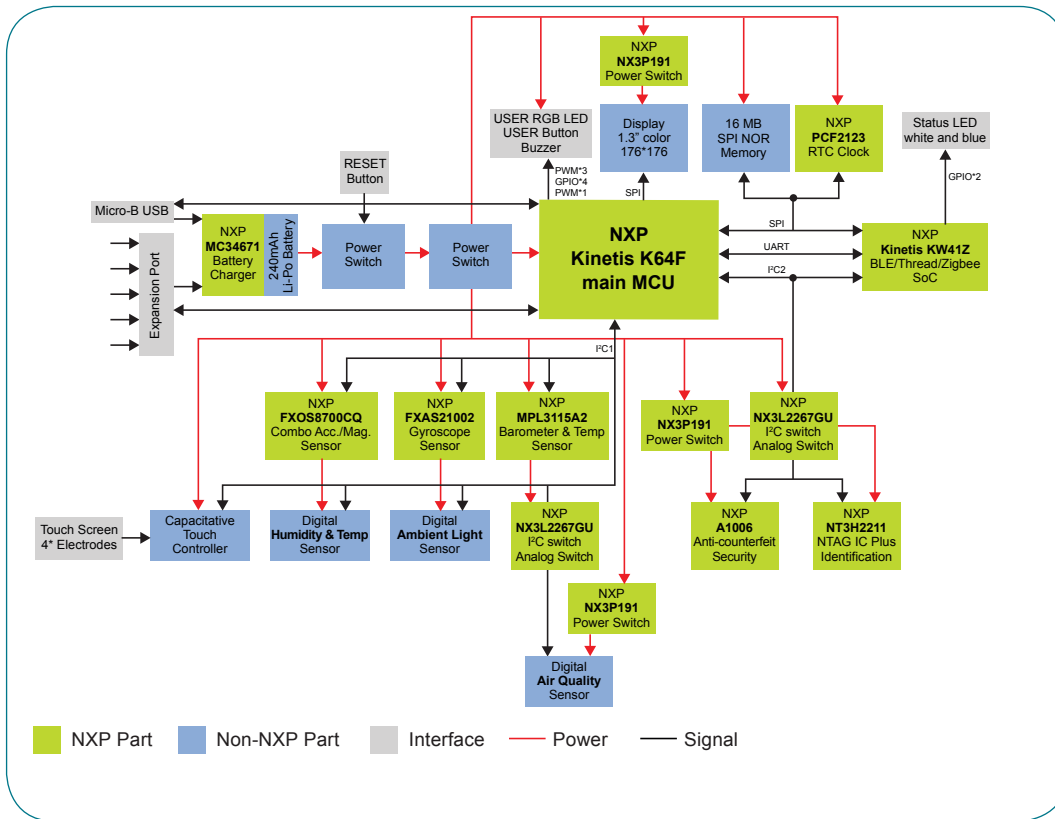 NXP
NX3P191
Power Switch
USER RGB LED
USER Button
Buzzer
Display
1.3" color
176*176
16 MB
SPI NOR
Memory
NXP
PCF2123
RTC Clock
Status LED
white and blue
RESET
Button
PWM*3
GPIO*4
PWM*1
SPI
GPIO*2
Micro-B USB
NXP
MC34671
Battery
Charger
240mAh
Li-Po Battery
Power
Switch
Power
Switch
NXP
Kinetis K64F
main MCU
SPI
UART
I²C2
NXP
Kinetis KW41Z
BLE/Thread/Zigbee
SoC
Expansion Port
I²C1
NXP
FXOS8700CQ
Combo Acc./Mag.
Sensor
NXP
FXAS21002
Gyroscope
Sensor
NXP
MPL3115A2
Barometer & Temp
Sensor
NXP
NX3P191
Power Switch
NXP
NX3L2267GU
I²C switch
Analog Switch
Touch Screen
4* Electrodes
Capacitative
Touch
Controller
Digital
Humidity & Temp
Sensor
Digital
Ambient Light
Sensor
NXP
NX3L2267GU
I²C switch
Analog Switch
NXP
A1006
Anti-counterfeit
Security
NXP
NT3H2211
NTAG IC Plus
Identification
NXP
NX3P191
Power Switch
Digital
Air Quality
Sensor
NXP Part
Non-NXP Part
Interface
Power
Signal